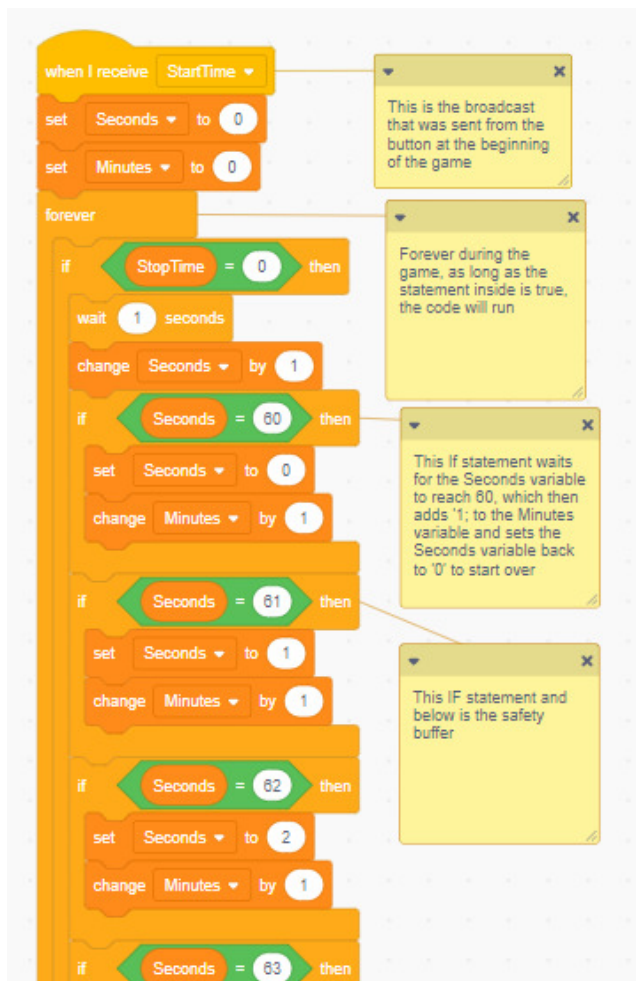 when I receive StartTime
This is the broadcast
that was sent from the
button at the beginning
of the game
set Seconds to 0
set Minutes to 0
forever
Forever during the
game, as long as the
statement inside is true,
the code will run
if StopTime = 0 then
wait 1 seconds
change Seconds by 1
if Seconds = 60 then
This If statement waits
for the Seconds variable
to reach 60, which then
adds '1; to the Minutes
variable and sets the
Seconds variable back
to '0' to start over
set Seconds to 0
change Minutes by 1
if Seconds = 61 then
This IF statement and
below is the safety
buffer
set Seconds to 1
change Minutes by 1
if Seconds = 62 then
set Seconds to 2
change Minutes by 1
if Seconds = 63 then